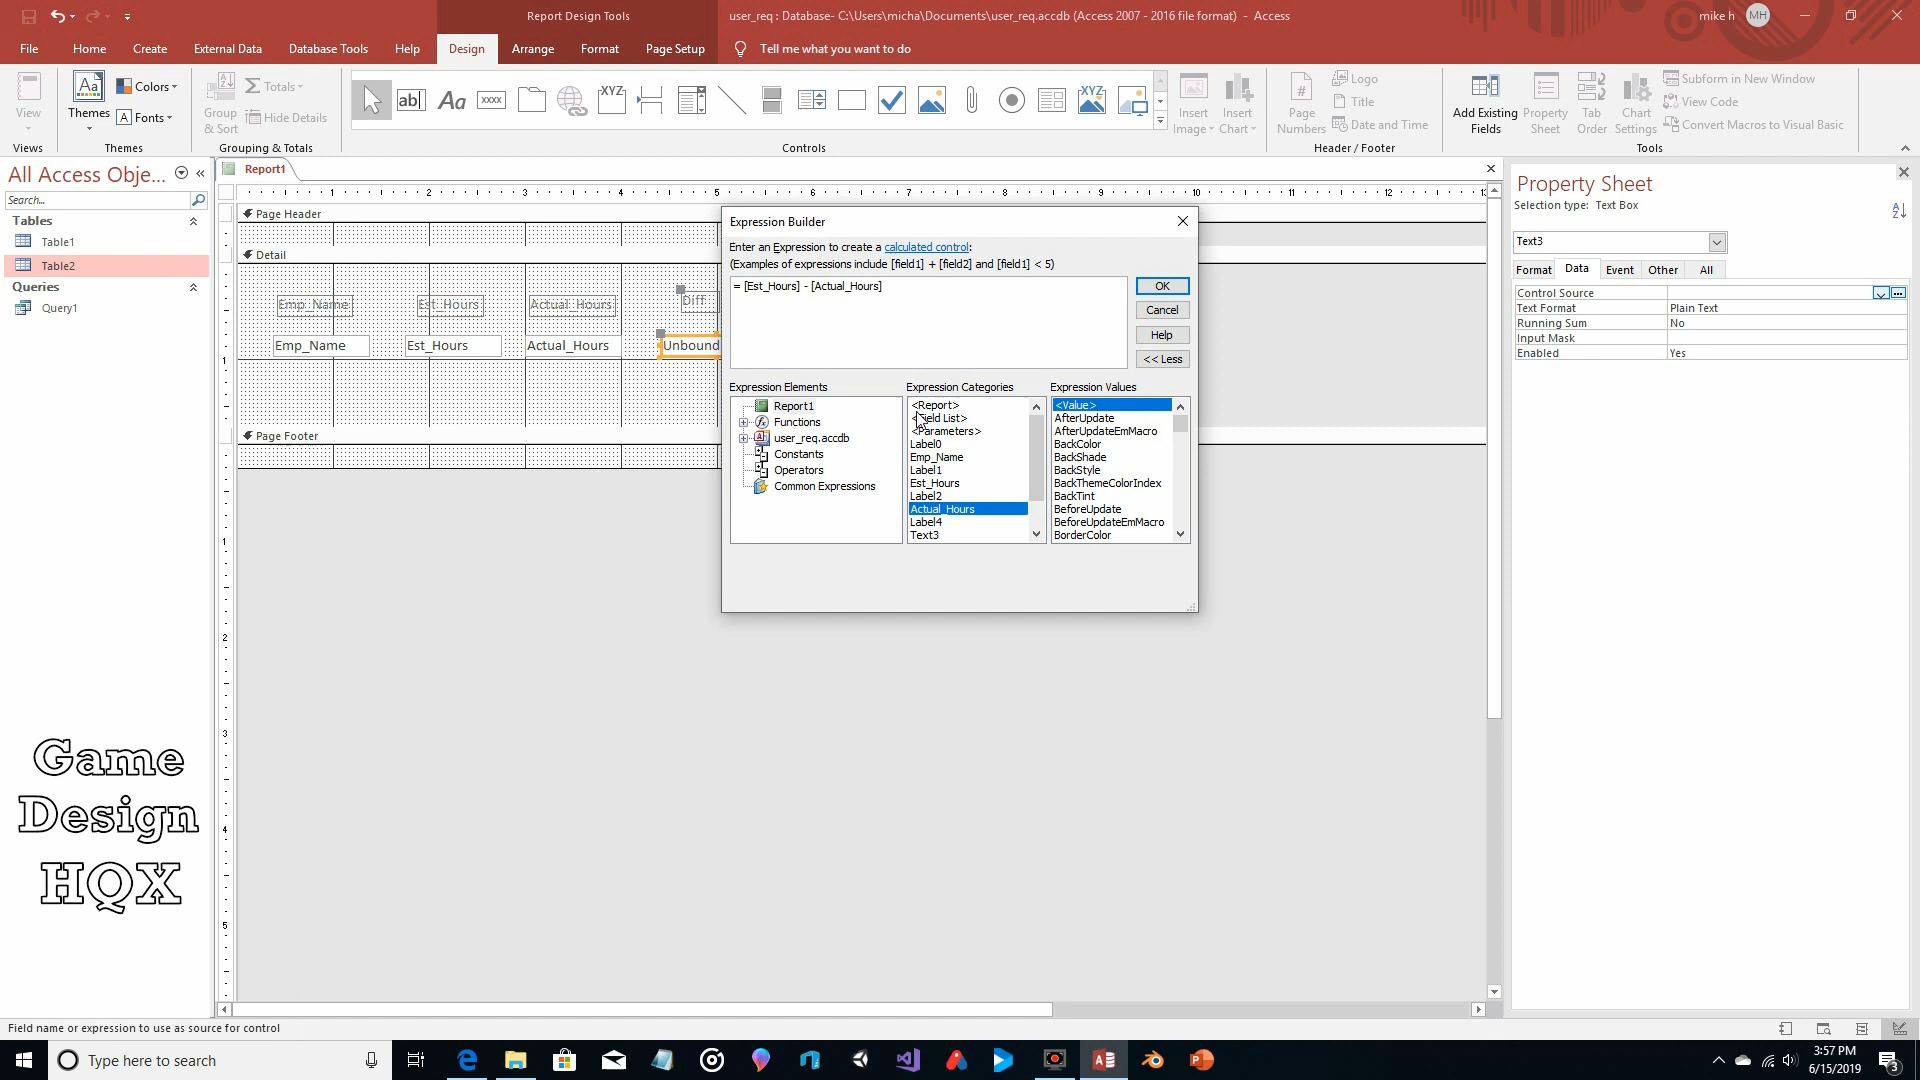 Report Design Tools
user_req : Database- C:\Users\micha\Documents\user_req.accdb (Access 2007 - 2016 file format) - Access
mike h
MH
File
Home
Create
External Data
Database Tools
Help
Design
Arrange
Format
Page Setup
Tell me what you want to do
View
Views
Themes
Colors
Fonts
Themes
Group & Sort
Totals
Hide Details
Grouping & Totals
Controls
Insert Image
Insert Chart
Page Numbers
Logo
Title
Date and Time
Header / Footer
Add Existing Fields
Property Sheet
Tab Order
Chart Settings
Subform in New Window
View Code
Convert Macros to Visual Basic
Tools
All Access Obje...
Search...
Tables
Table1
Table2
Queries
Query1
Report1
Page Header
Detail
Emp_Name
Est_Hours
Actual_Hours
Diff
Emp_Name
Est_Hours
Actual_Hours
Unbound
Page Footer
Expression Builder
Enter an Expression to create a calculated control:
(Examples of expressions include [field1] + [field2] and [field1] < 5)
= [Est_Hours] - [Actual_Hours]
OK
Cancel
Help
<< Less
Expression Elements
Report1
Functions
user_req.accdb
Constants
Operators
Common Expressions
Expression Categories
<Report>
<Field List>
<Parameters>
Label0
Emp_Name
Label1
Est_Hours
Label2
Actual_Hours
Label4
Text3
Expression Values
<Value>
AfterUpdate
AfterUpdateEmMacro
BackColor
BackShade
BackStyle
BackThemeColorIndex
BackTint
BeforeUpdate
BeforeUpdateEmMacro
BorderColor
Property Sheet
Selection type: Text Box
Text3
Format
Data
Event
Other
All
Control Source
Text Format Plain Text
Running Sum No
Input Mask
Enabled Yes
Game
Design
HQX
Field name or expression to use as source for control
Type here to search
3:57 PM
6/15/2019
3